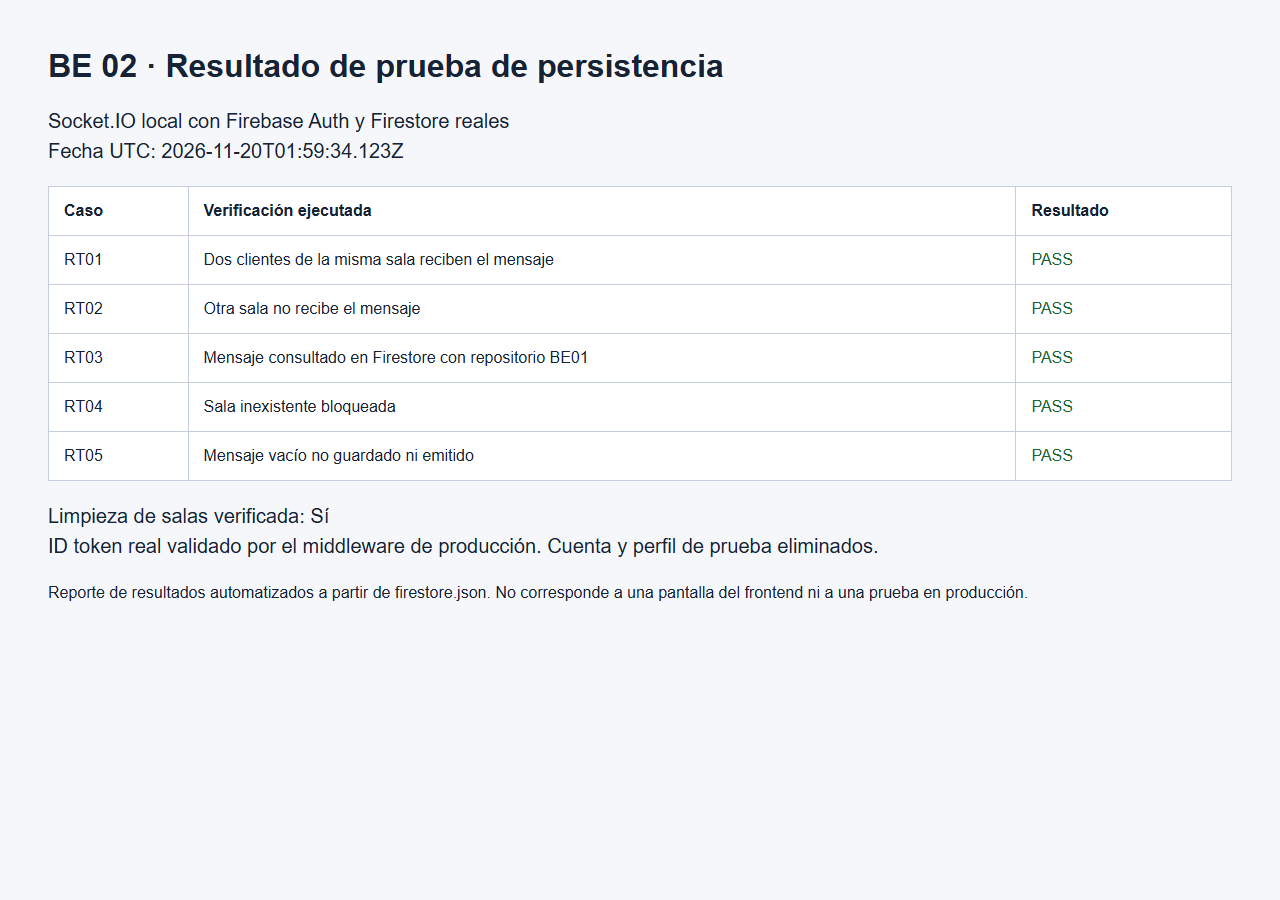 BE 02 · Resultado de prueba de persistencia
Socket.IO local con Firebase Auth y Firestore reales
Fecha UTC: 2026-11-20T01:59:34.123Z
Caso Verificación ejecutada Resultado
RT01 Dos clientes de la misma sala reciben el mensaje PASS
RT02 Otra sala no recibe el mensaje PASS
RT03 Mensaje consultado en Firestore con repositorio BE01 PASS
RT04 Sala inexistente bloqueada PASS
RT05 Mensaje vacío no guardado ni emitido PASS
Limpieza de salas verificada: Sí
ID token real validado por el middleware de producción. Cuenta y perfil de prueba eliminados.
Reporte de resultados automatizados a partir de firestore.json. No corresponde a una pantalla del frontend ni a una prueba en producción.